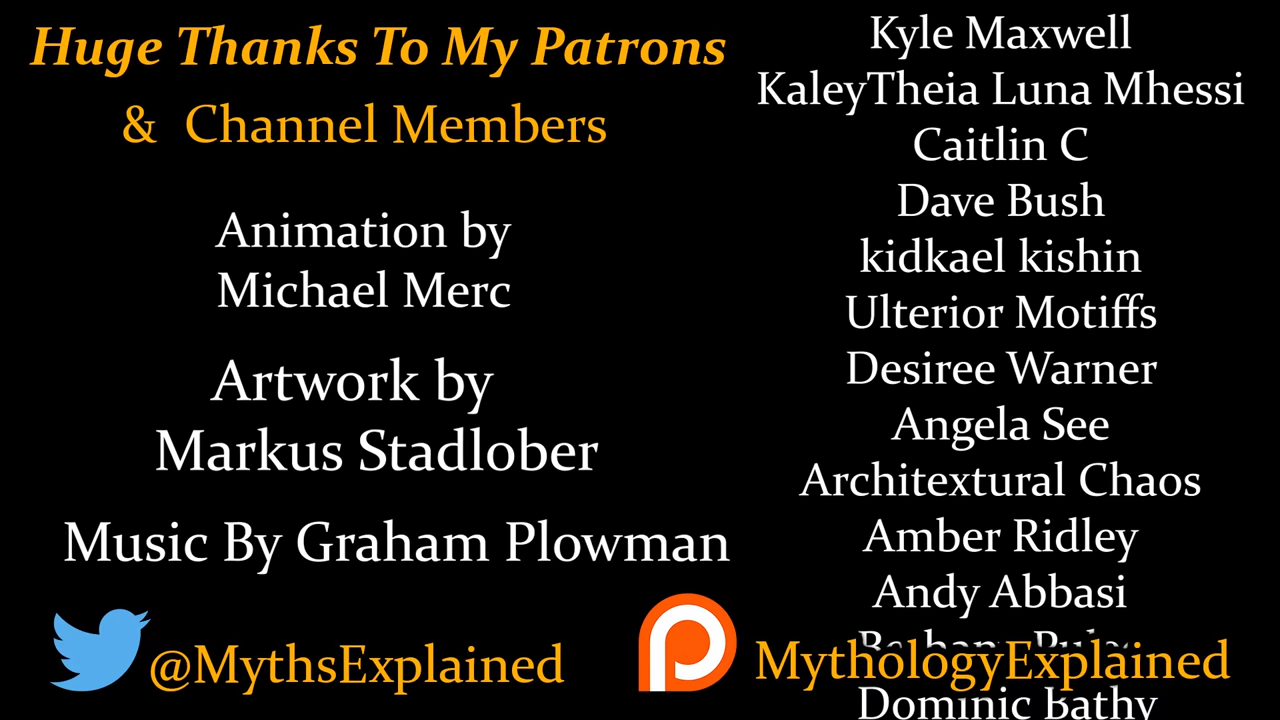 Huge Thanks To My Patrons
& Channel Members
Animation by
Michael Merc
Artwork by
Markus Stadlober
Music By Graham Plowman
@MythsExplained
Kyle Maxwell
KaleyTheia Luna Mhessi
Caitlin C
Dave Bush
kidkael kishin
Ulterior Motiffs
Desiree Warner
Angela See
Architextural Chaos
Amber Ridley
Andy Abbasi
MythologyExplained
Dominic Bathy